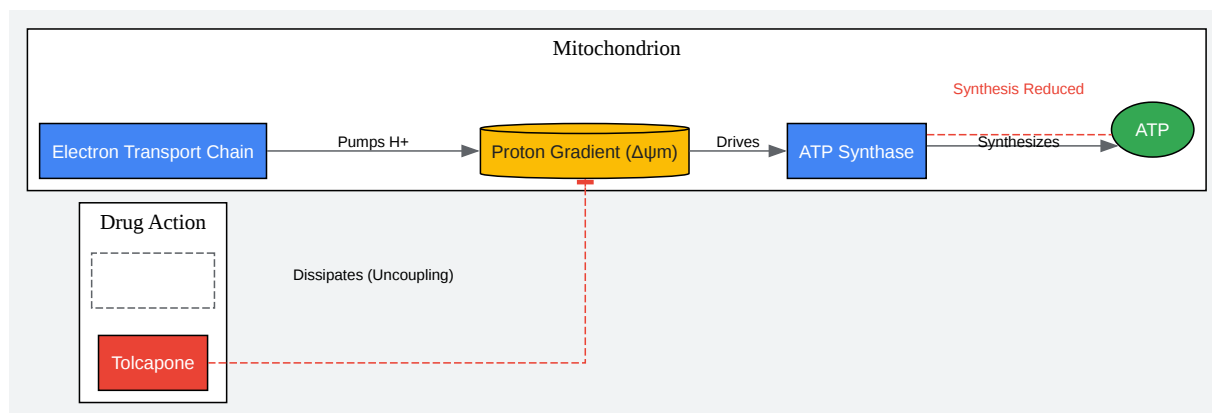 Mitochondrion
Synthesis Reduced
Electron Transport Chain
Pumps H+
Proton Gradient (Δψm)
Drives
ATP Synthase
Synthesizes
ATP
Drug Action
Dissipates (Uncoupling)
Tolcapone